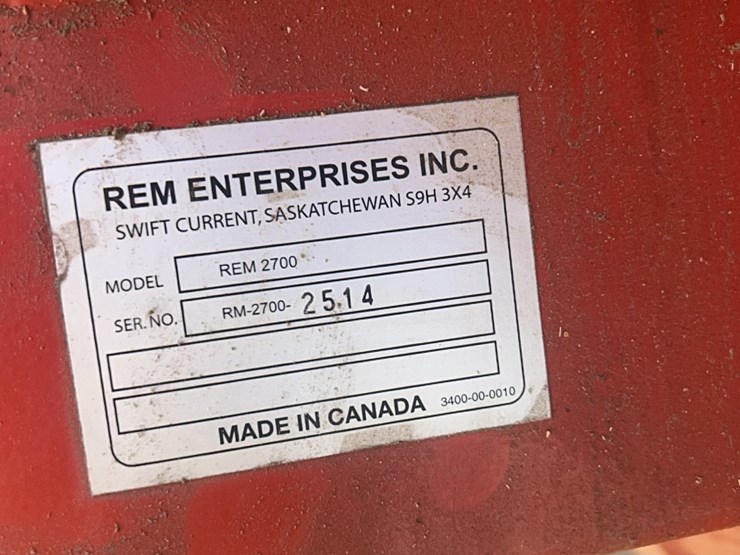 REM ENTERPRISES INC.
SWIFT CURRENT, SASKATCHEWAN S9H 3X4
MODEL REM 2700
SER. NO. RM-2700- 2514
MADE IN CANADA 3400-00-0010